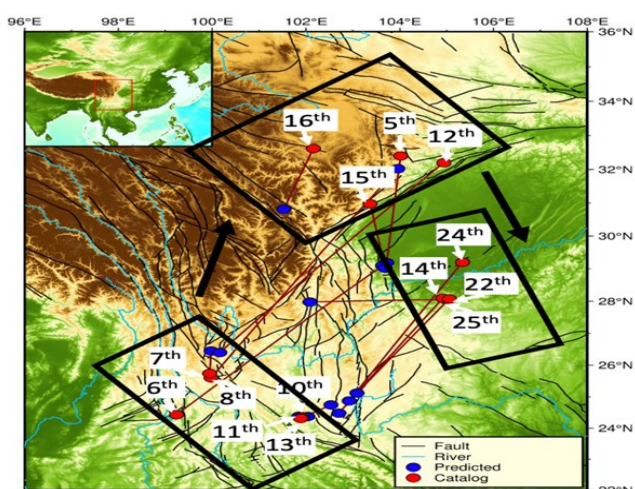 96°E 98°E 100°E 102°E 104°E 106°E 108°E
36°N
34°N
16th 5th 12th
32°N
15th
30°N
24th
14th 22th
28°N
25th
7th
26°N
6th 8th 10th
11th
24°N
13th
Fault
River
Predicted
Catalog